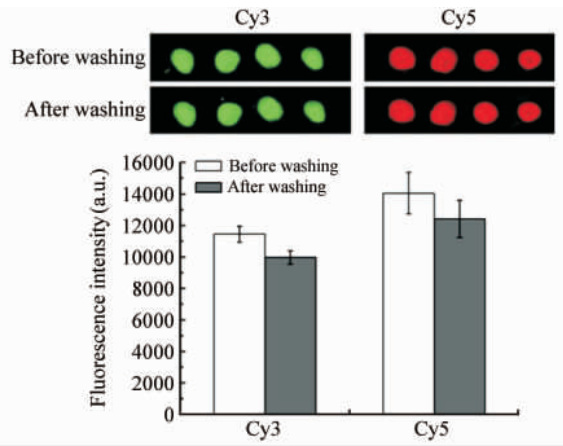 Cy3 Cy5
Before washing
After washing
16000
14000
12000
10000
8000
6000
4000
2000
0
Fluorescence intensity (a.u.)
Before washing
After washing
Cy3 Cy5